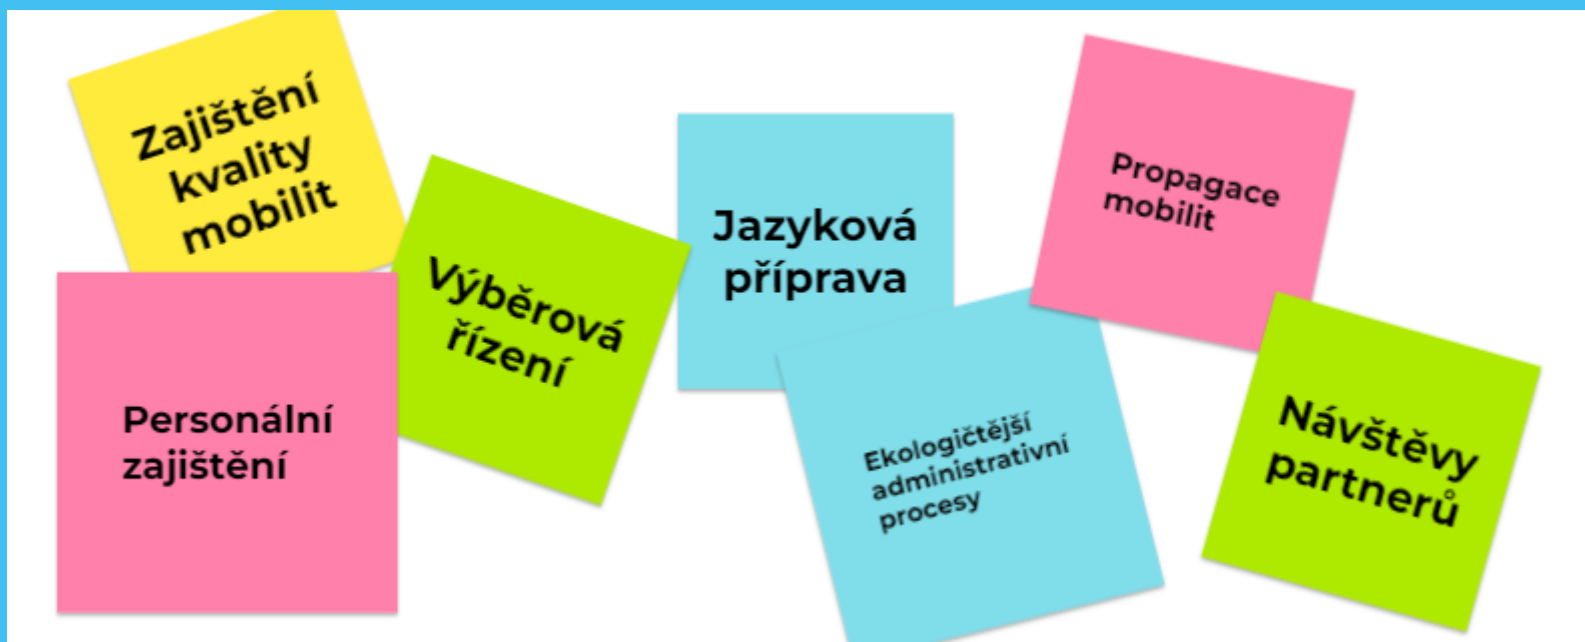 Zajištění
kvality
mobilit
Personální
zajištění
Výběrová
řízení
Jazyková
příprava
Ekologičtější
administrativní
procesy
Propagace
mobilit
Návštěvy
partnerů